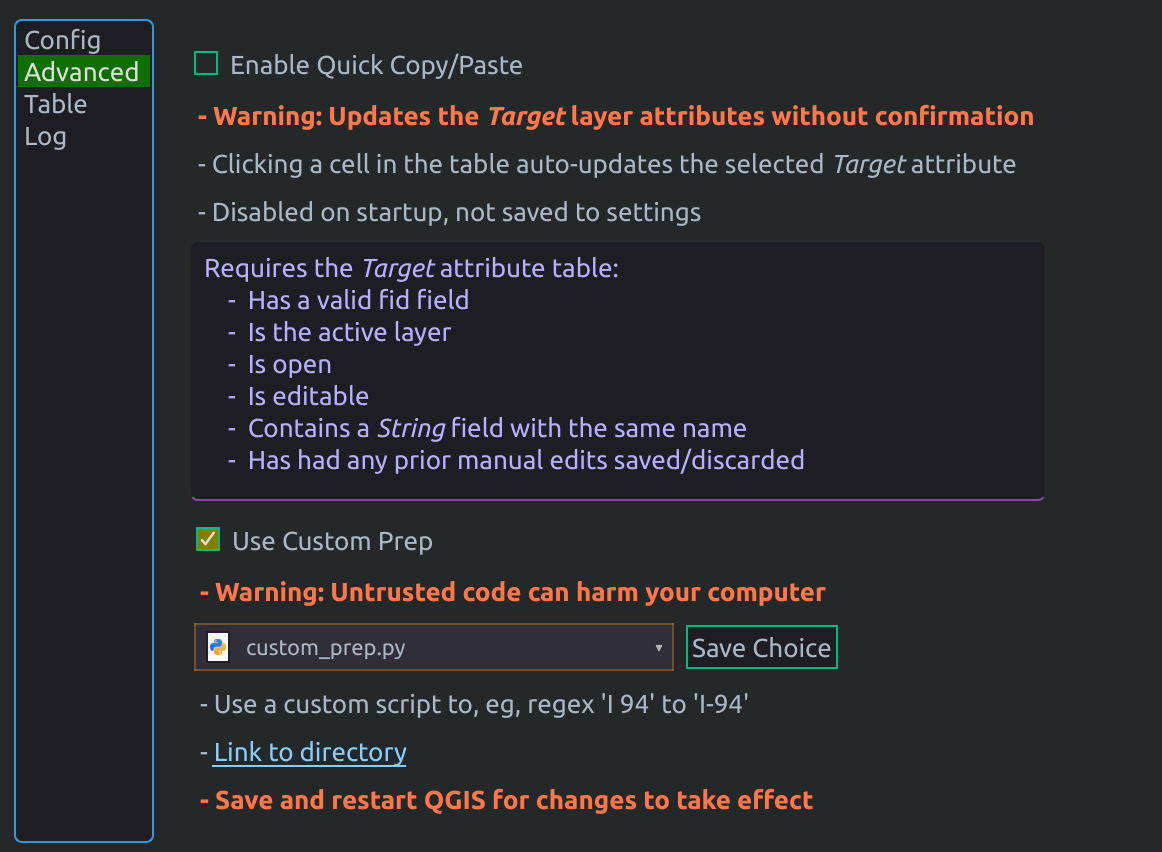 Config
Advanced
Table
Log
Enable Quick Copy/Paste
- Warning: Updates the Target layer attributes without confirmation
- Clicking a cell in the table auto-updates the selected Target attribute
- Disabled on startup, not saved to settings
Requires the Target attribute table:
- Has a valid fid field
- Is the active layer
- Is open
- Is editable
- Contains a String field with the same name
- Has had any prior manual edits saved/discarded
Use Custom Prep
- Warning: Untrusted code can harm your computer
custom_prep.py
Save Choice
- Use a custom script to, eg, regex 'I 94' to 'I-94'
- Link to directory
- Save and restart QGIS for changes to take effect